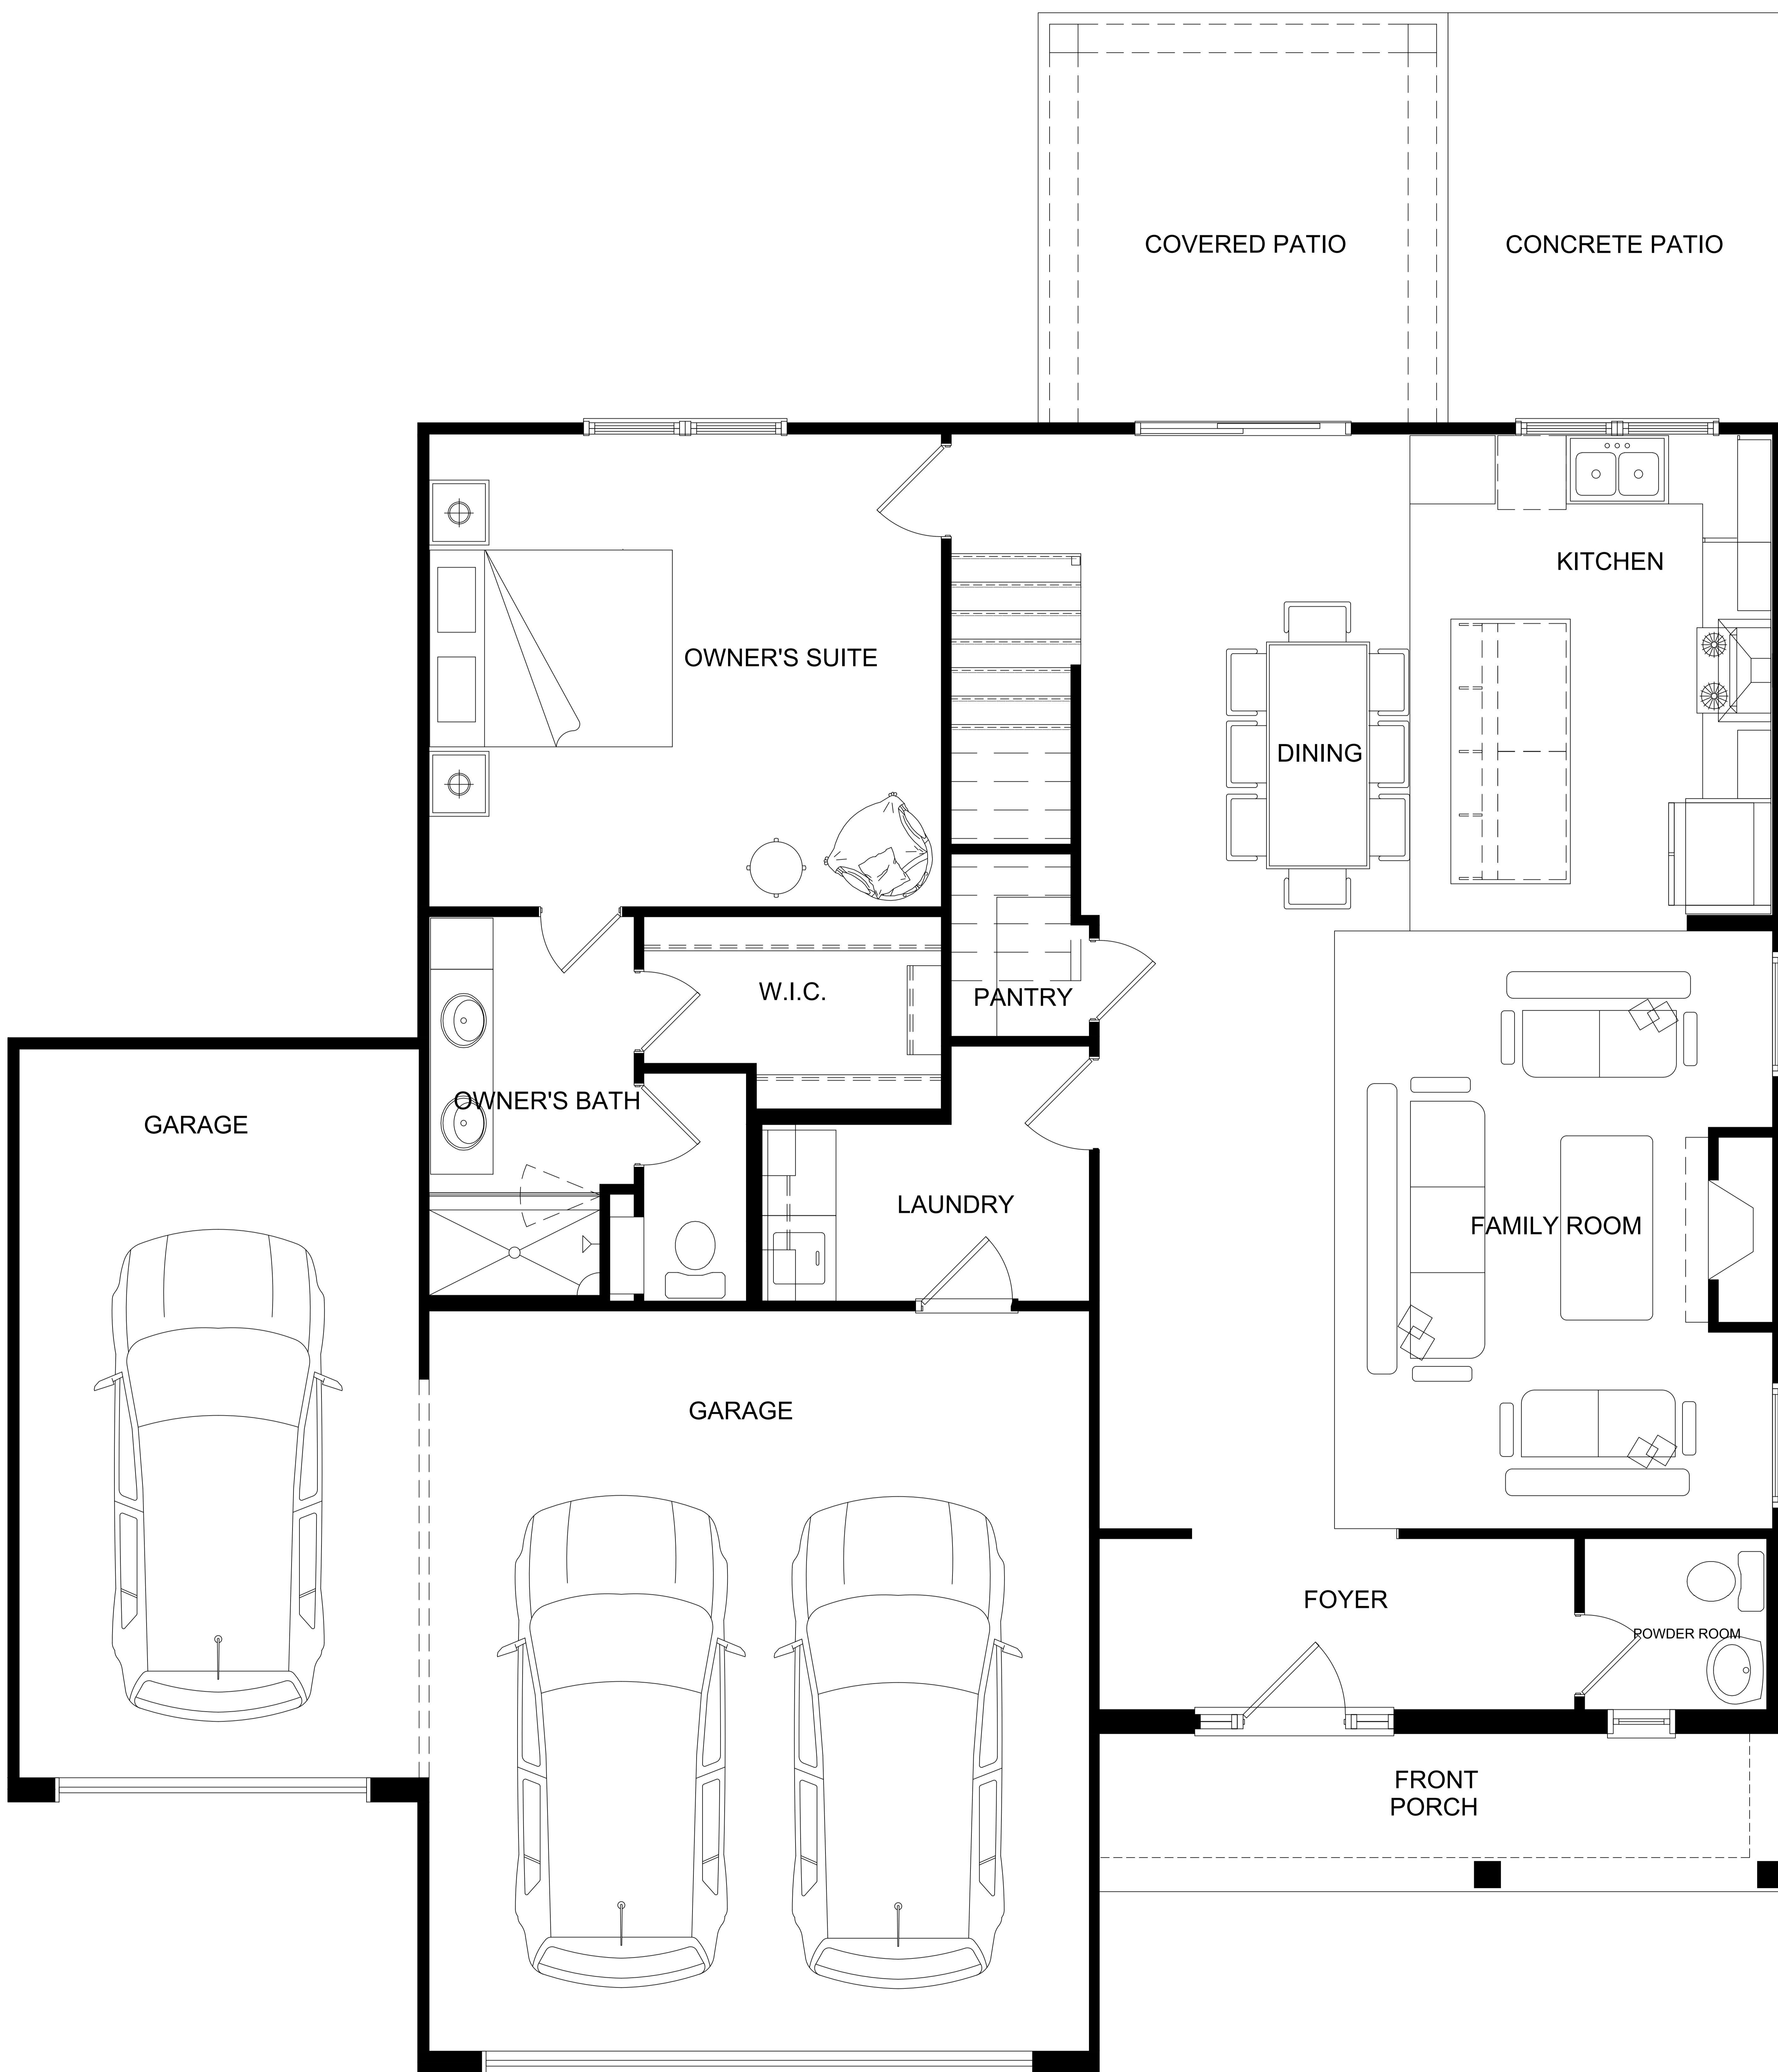 COVERED PATIO
CONCRETE PATIO
KITCHEN
OWNER'S SUITE
DINING
W.I.C.
PANTRY
OWNER'S BATH
GARAGE
LAUNDRY
FAMILY ROOM
GARAGE
FOYER
POWDER ROOM
FRONT
PORCH